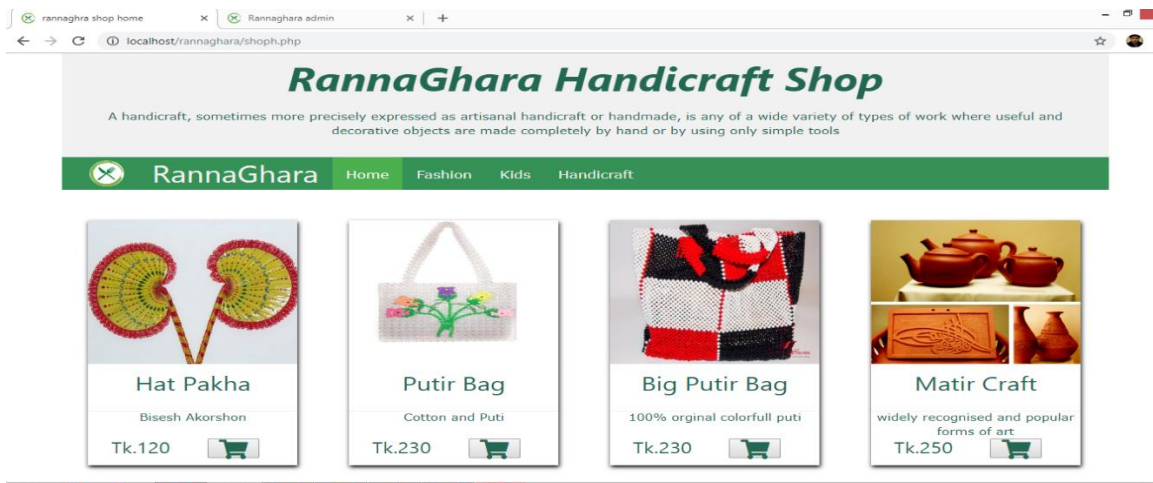 rannaghra shop home
Rannaghara admin
localhost/rannaghara/shoph.php
RannaGhara Handicraft Shop
A handicraft, sometimes more precisely expressed as artisanal handicraft or handmade, is any of a wide variety of types of work where useful and
decorative objects are made completely by hand or by using only simple tools
RannaGhara Home Fashion Kids Handicraft
Hat Pakha
Bisesh Akorshon
Tk.120
Putir Bag
Cotton and Puti
Tk.230
Big Putir Bag
100% orginal colorfull puti
Tk.230
Matir Craft
widely recognised and popular
forms of art
Tk.250